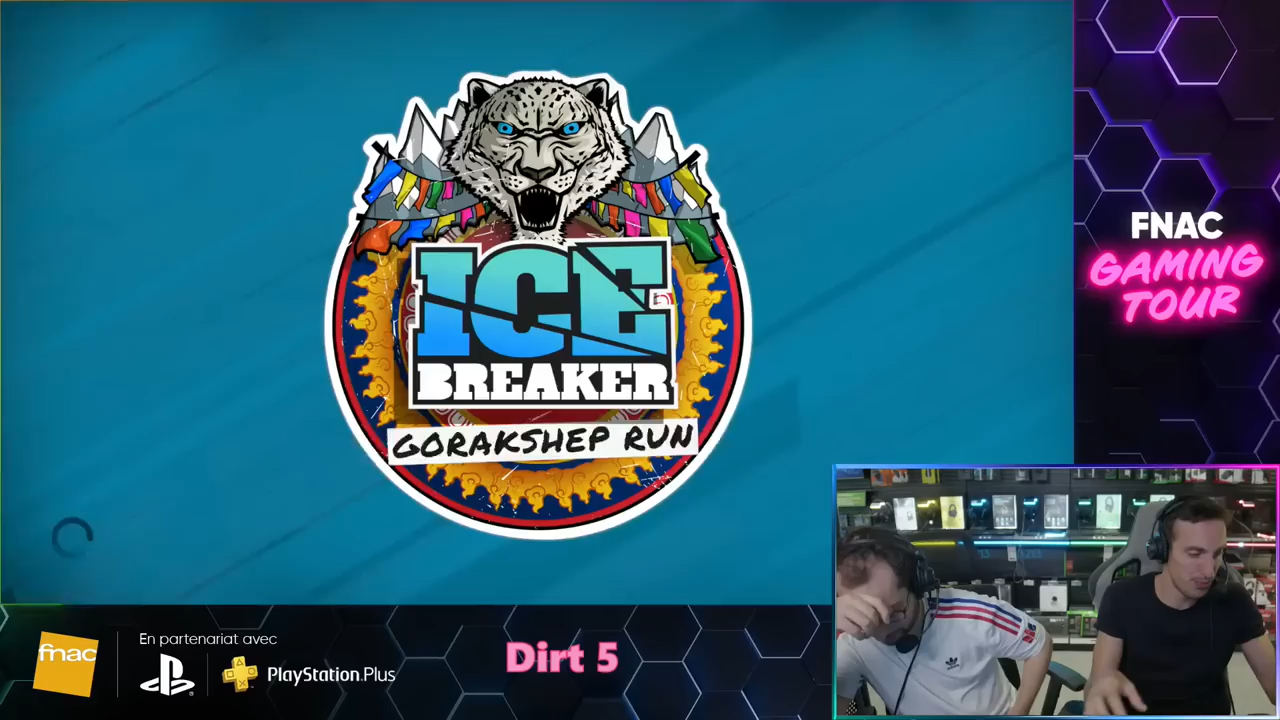 ICE
BREAKER
GORAKSHEP RUN
FNAC
GAMING
TOUR
fnac
En partenariat avec
PlayStation.Plus
Dirt 5